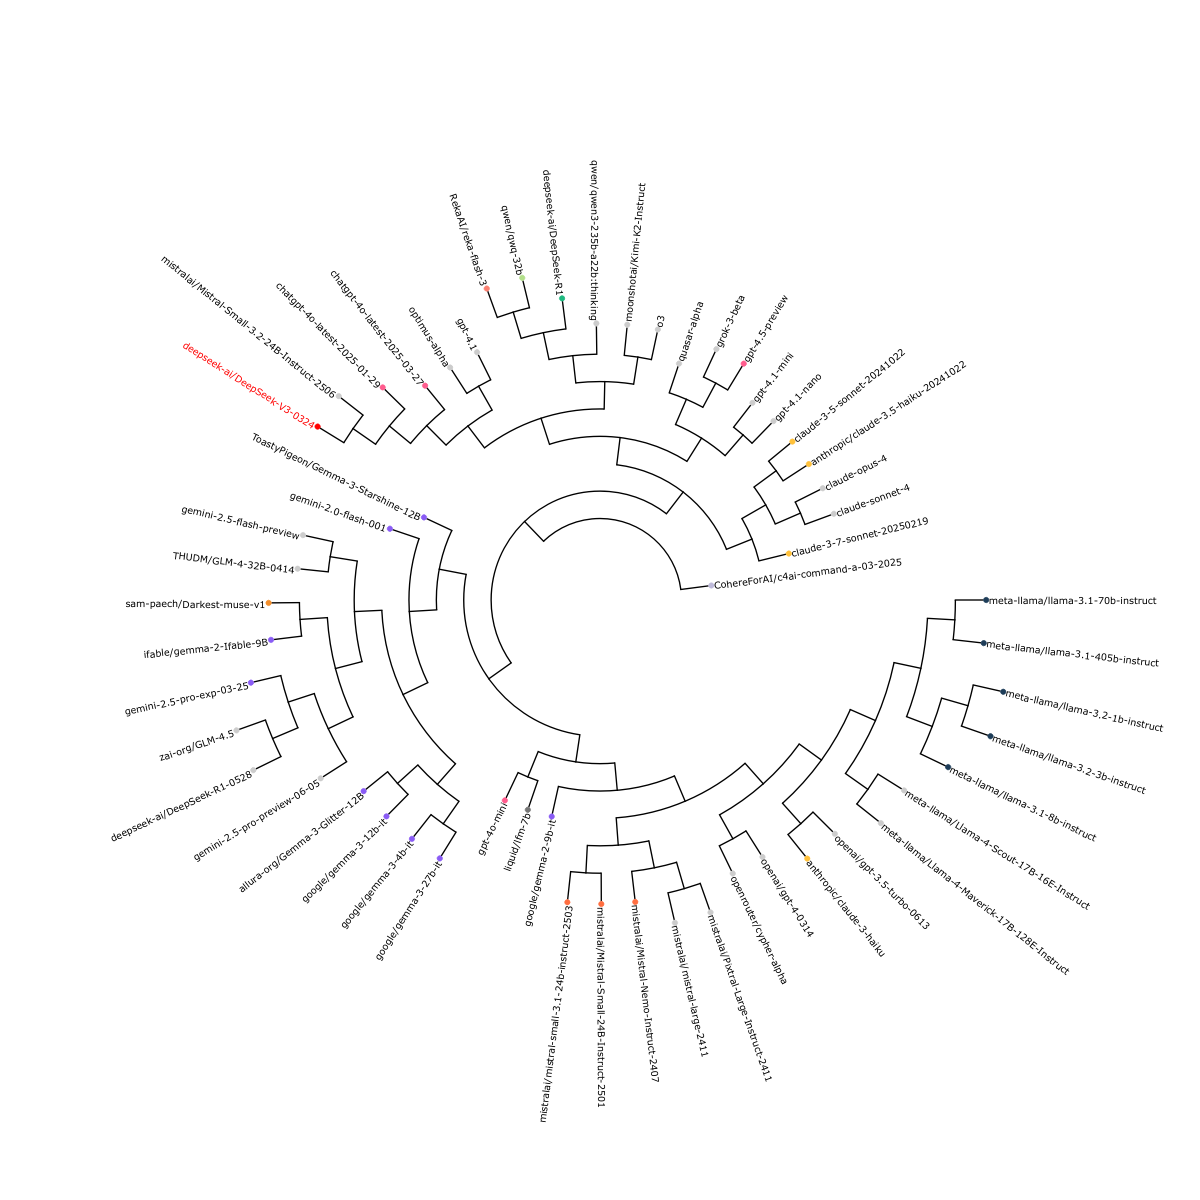 meta-llama/llama-3.1-70b-instruct
meta-llama/llama-3.1-405b-instruct
meta-llama/llama-3.2-1b-instruct
meta-llama/llama-3.2-3b-instruct
meta-llama/llama-3.1-8b-instruct
meta-llama/Llama-4-Scout-17B-16E-Instruct
meta-llama/Llama-4-Maverick-17B-128E-Instruct
openai/gpt-3.5-turbo-0613
anthropic/claude-3-haiku
openai/gpt-4-0314
openrouter/cypher-alpha
mistralai/Pixtral-Large-Instruct-2411
mistralai/mistral-large-2411
mistralai/Mistral-Nemo-Instruct-2407
mistralai/Mistral-Small-24B-Instruct-2501
mistralai/mistral-small-3.1-24b-instruct-2503
google/gemma-2-9b-it
liquid/lfm-7b
gpt-4o-mini
google/gemma-3-27b-it
google/gemma-3-4b-it
google/gemma-3-12b-it
allura-org/Gemma-3-Glitter-12B
gemini-2.5-pro-preview-06-05
deepseek-ai/DeepSeek-R1-0528
zai-org/GLM-4.5
gemini-2.5-pro-exp-03-25
ifable/gemma-2-Ifable-9B
sam-paech/Darkest-muse-v1
THUDM/GLM-4-32B-0414
gemini-2.5-flash-preview
gemini-2.0-flash-001
ToastyPigeon/Gemma-3-Starshine-12B
deepseek-ai/DeepSeek-V3-0324
mistralai/Mistral-Small-3.2-24B-Instruct-2506
chatgpt-4o-latest-2025-01-29
chatgpt-4o-latest-2025-03-27
optimus-alpha
gpt-4.1
RekaAI/reka-flash-3
qwen/qwq-32b
deepseek-ai/DeepSeek-R1
qwen/qwen3-235b-a22b:thinking
moonshotai/Kimi-K2-Instruct
o3
quasar-alpha
grok-3-beta
gpt-4.5-preview
gpt-4.1-mini
gpt-4.1-nano
claude-3-5-sonnet-20241022
anthropic/claude-3.5-haiku-20241022
claude-opus-4
claude-sonnet-4
claude-3-7-sonnet-20250219
CohereForAI/c4ai-command-a-03-2025